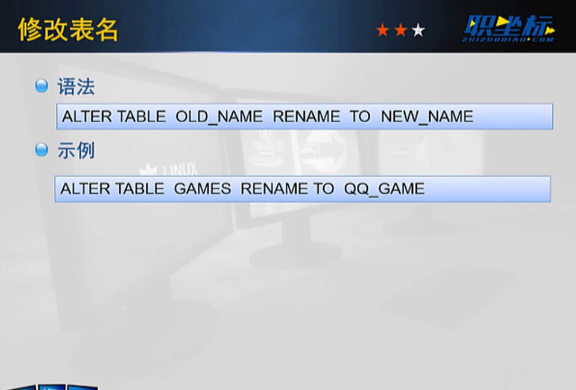 修改表名
职坐标
ZHIZUOBIAO.COM
语法
ALTER TABLE OLD_NAME RENAME TO NEW_NAME
示例
LINUX
ALTER TABLE GAMES RENAME TO QQ_GAME